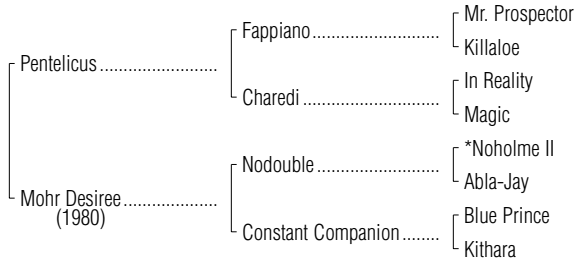 Mr. Prospector
Fappiano
Killaloe
Pentelicus
In Reality
Charedi
Magic
*Noholme II
Nodouble
Abla-Jay
Mohr Desiree
(1980)
Blue Prince
Constant Companion
Kithara